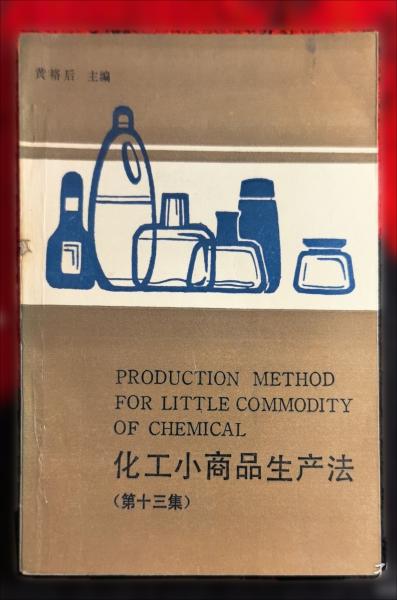 黄裕后 主编
PRODUCTION METHOD
FOR LITTLE COMMODITY
OF CHEMICAL
化工小商品生产法
(第十三集)